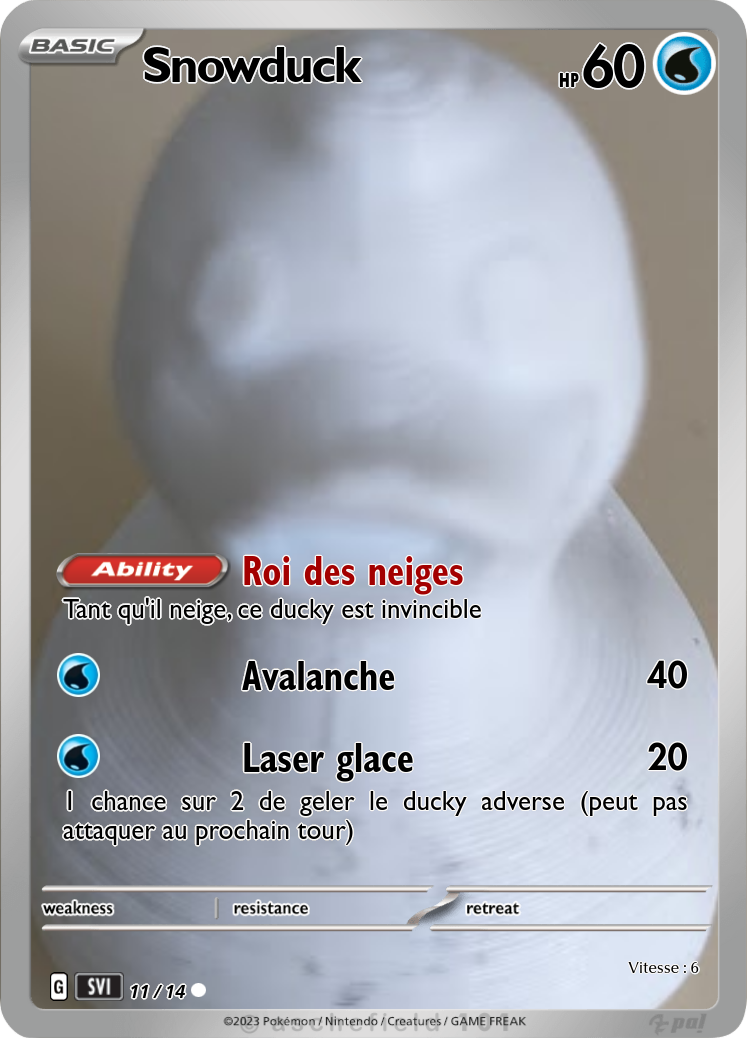 BASIC
Snowduck
HP 60
Ability Roi des neiges
Tant qu'il neige, ce ducky est invincible
Avalanche 40
Laser glace 20
1 chance sur 2 de geler le ducky adverse (peut pas
attaquer au prochain tour)
weakness resistance retreat
Vitesse : 6
G SVI 11 / 14
©2023 Pokémon / Nintendo / Creatures / GAME FREAK